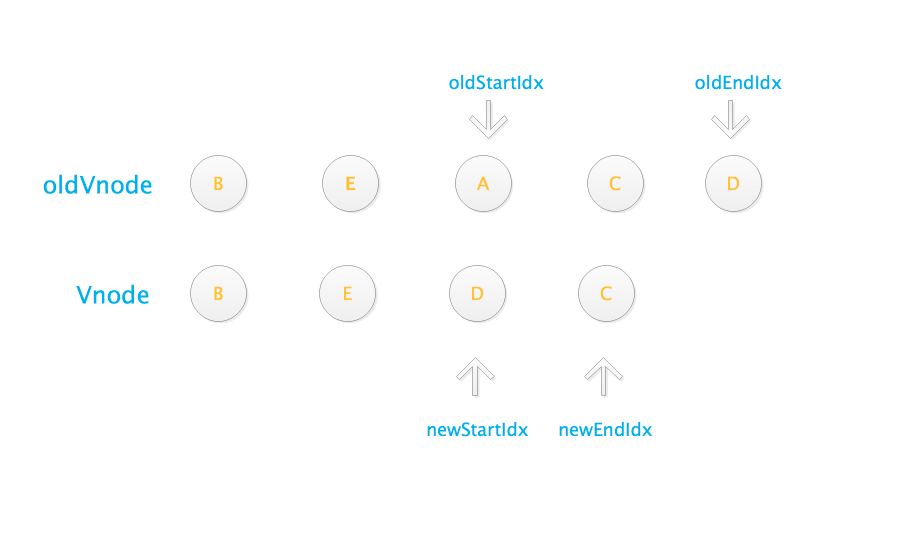 oldStartIdx oldEndIdx
oldVnode B E A C D
Vnode B E D C
newStartIdx newEndIdx